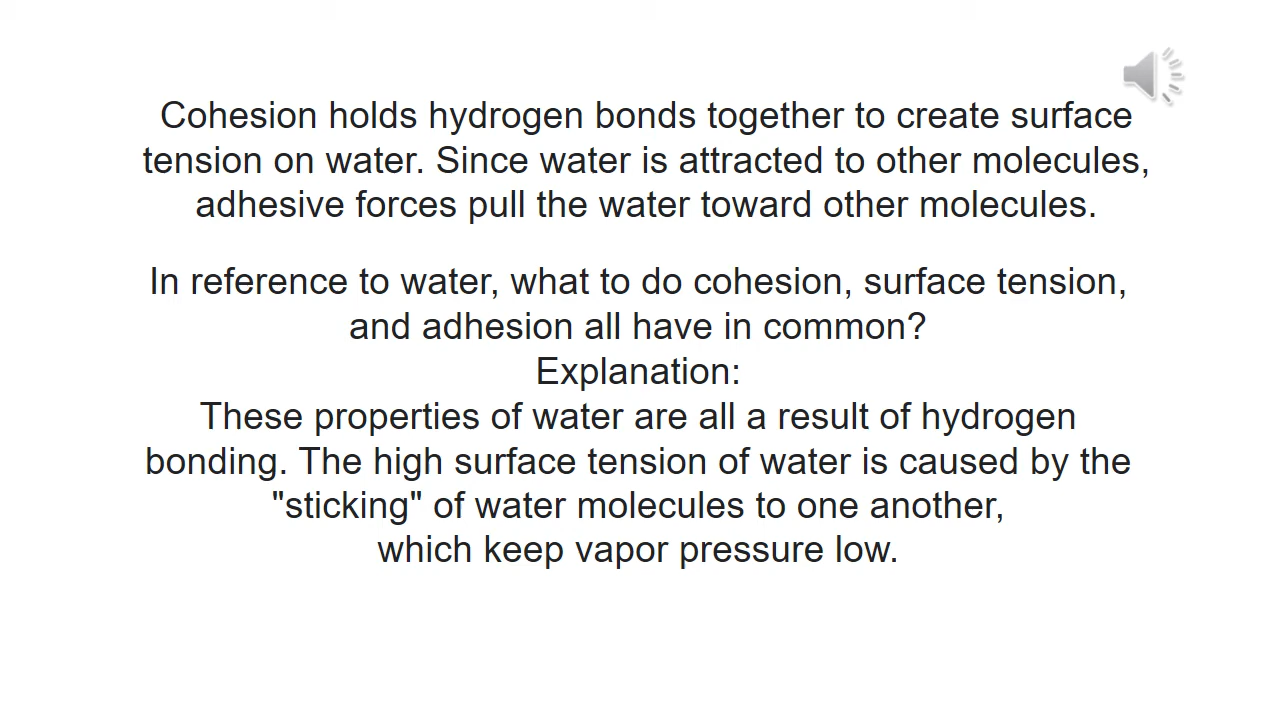 Cohesion holds hydrogen bonds together to create surface
tension on water. Since water is attracted to other molecules,
adhesive forces pull the water toward other molecules.
In reference to water, what to do cohesion, surface tension,
and adhesion all have in common?
Explanation:
These properties of water are all a result of hydrogen
bonding. The high surface tension of water is caused by the
"sticking" of water molecules to one another,
which keep vapor pressure low.